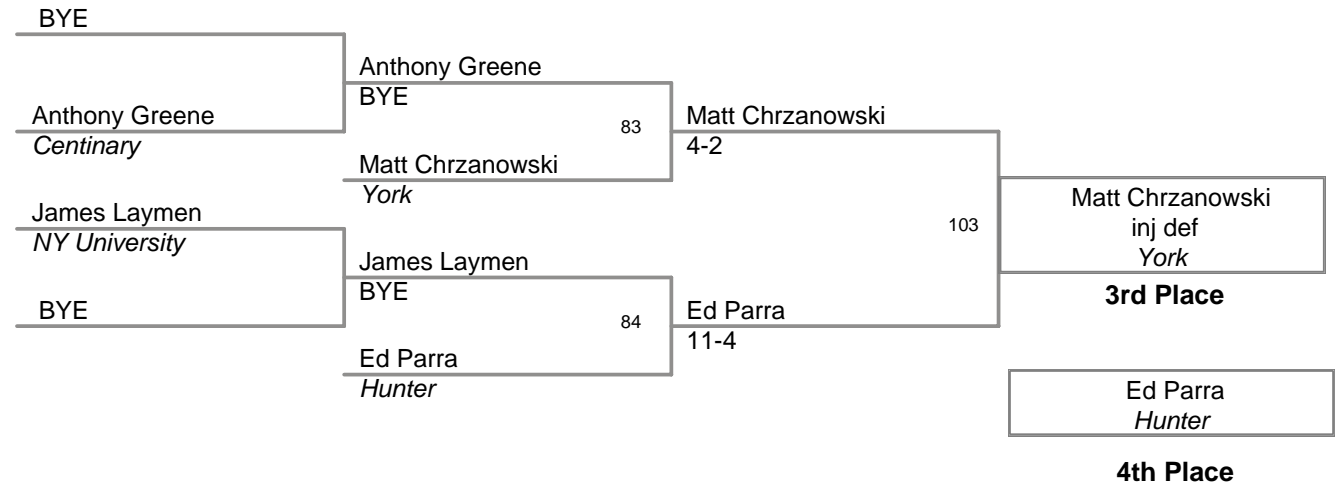 BYE
Anthony Greene
BYE
Anthony Greene
Centinary
83
Matt Chrzanowski
4-2
Matt Chrzanowski
York
James Laymen
NY University
103
Matt Chrzanowski
inj def
York
3rd Place
James Laymen
BYE
BYE
84
Ed Parra
11-4
Ed Parra
Hunter
Ed Parra
Hunter
4th Place